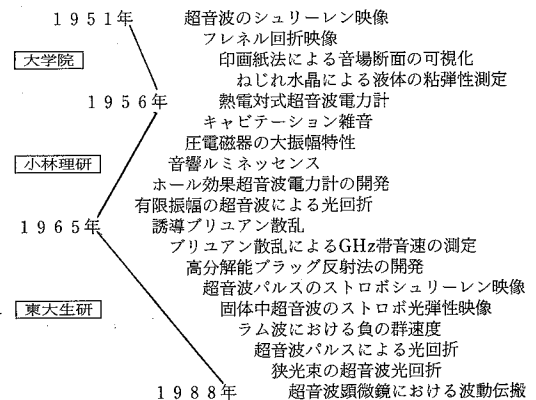 1951年 超音波のシュリーレン映像
フレネル回折映像
大学院 印画紙法による音場断面の可視化
ねじれ水晶による液体の粘弾性測定
1956年 熱電対式超音波電力計
キャビテーション雑音
圧電磁器の大振幅特性
小林理研 音響ルミネッセンス
ホール効果超音波電力計の開発
有限振幅の超音波による光回折
1965年 誘導ブリユアン散乱
ブリユアン散乱によるGHz帯音速の測定
高分解能ブラッグ反射法の開発
超音波パルスのストロボシュリーレン映像
東大生研 固体中超音波のストロボ光弾性映像
ラム波における負の群速度
超音波パルスによる光回折
狭光束の超音波光回折
1988年 超音波顕微鏡における波動伝搬